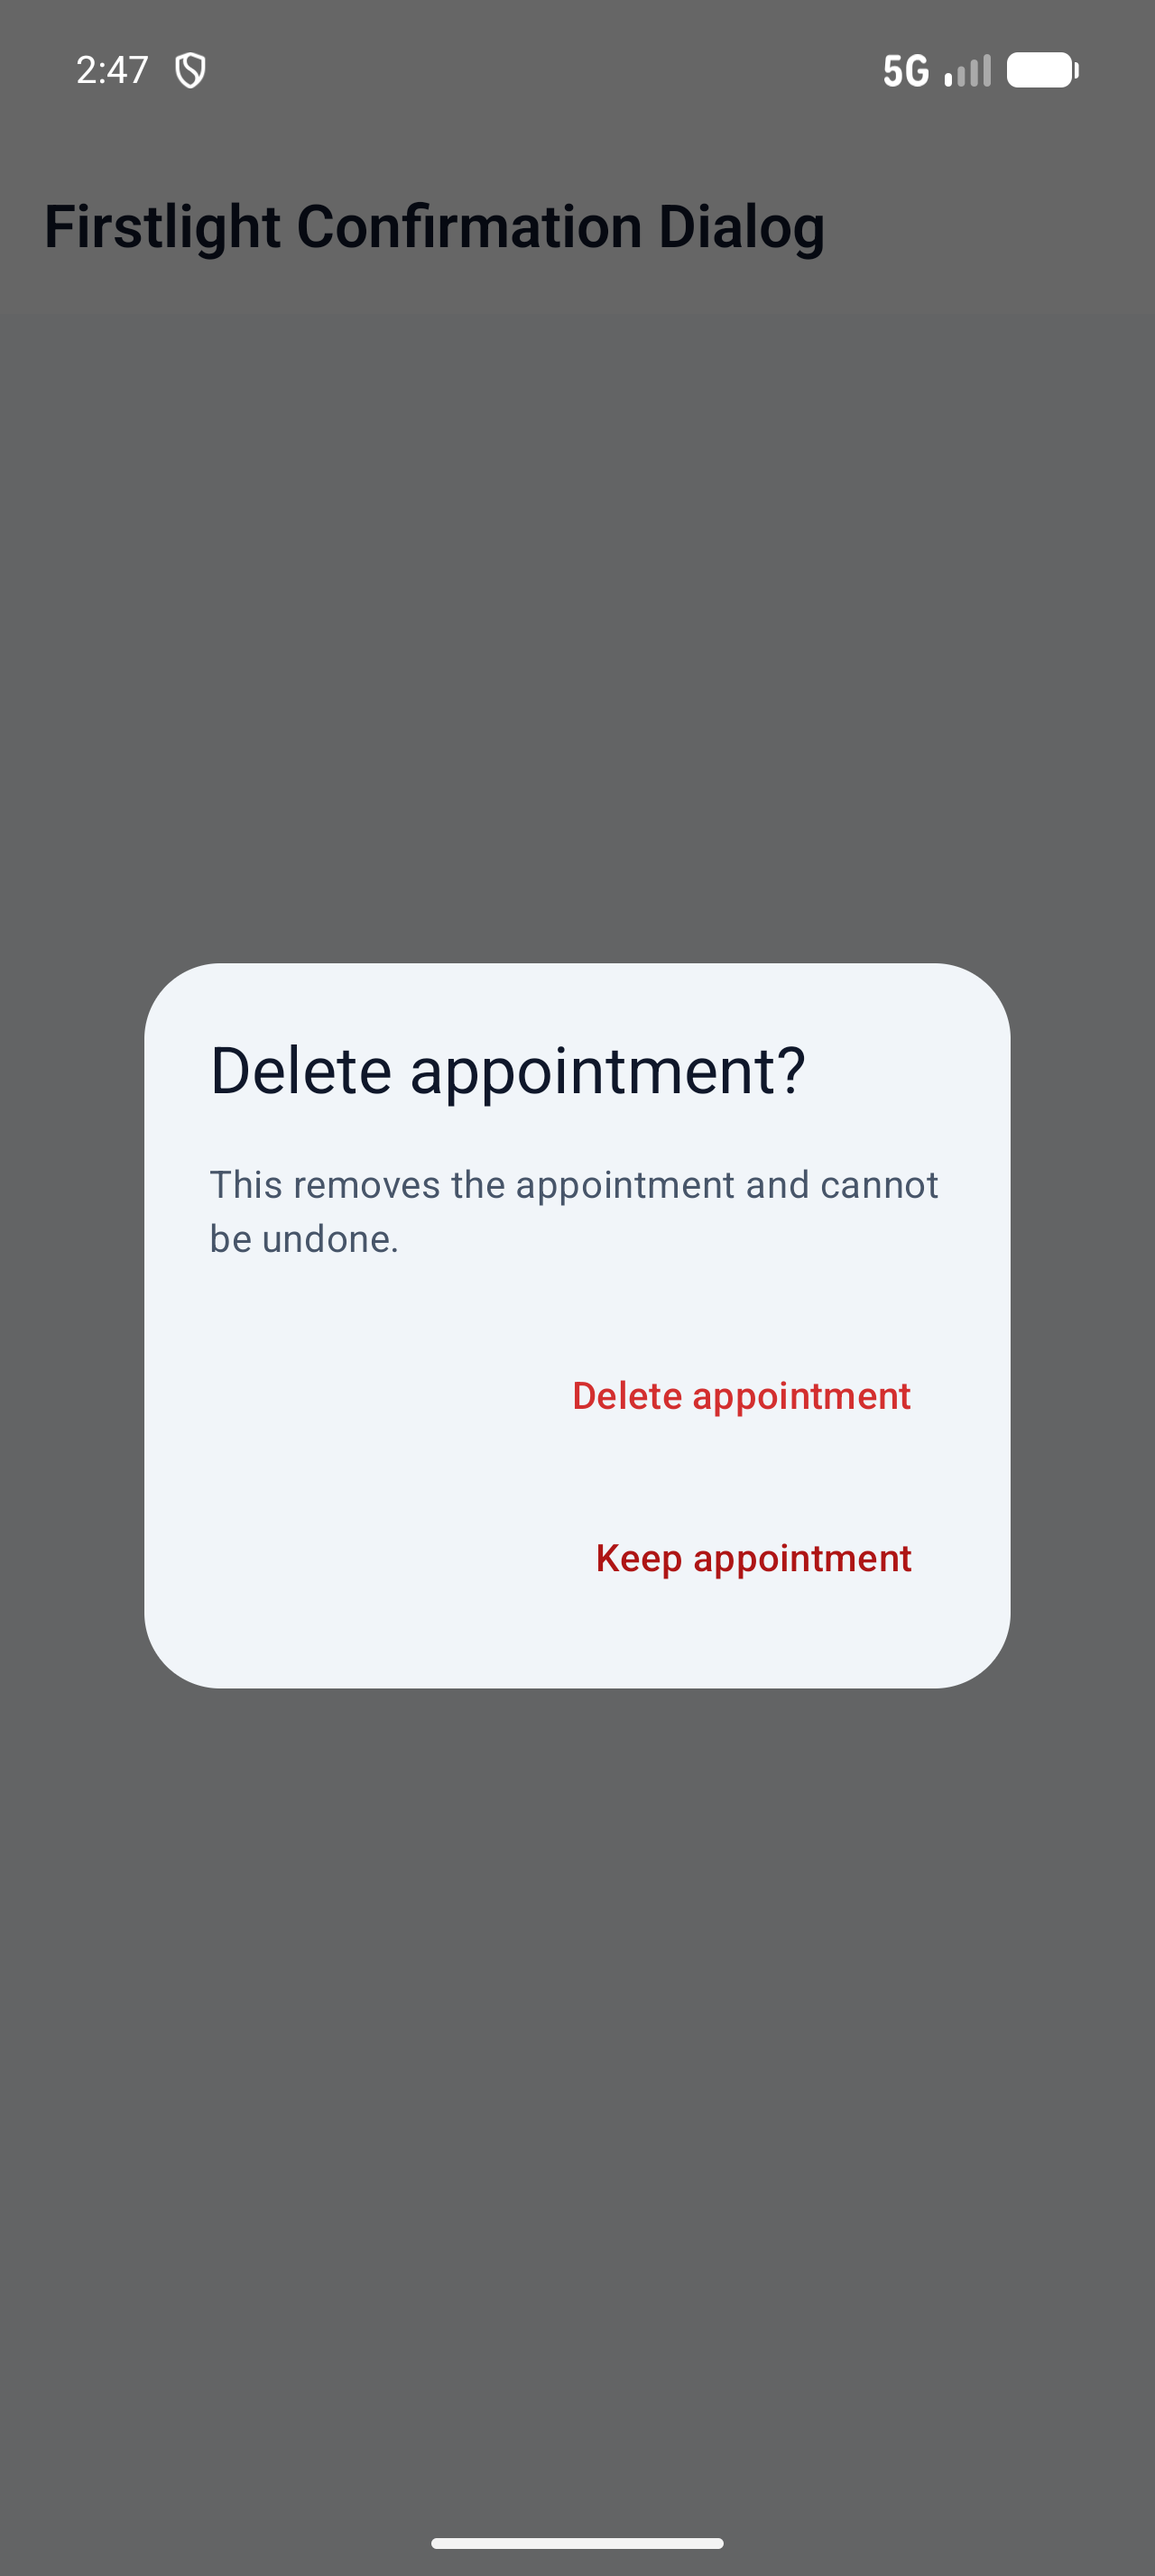 2:47
5G
Firstlight Confirmation Dialog
Delete appointment?
This removes the appointment and cannot
be undone.
Delete appointment
Keep appointment